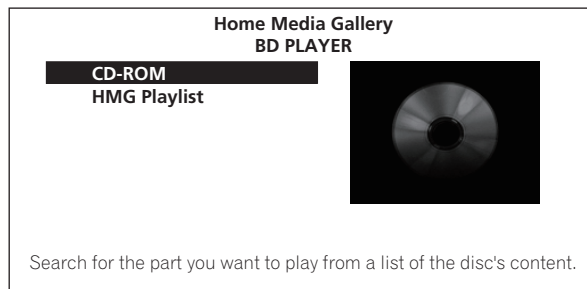 Home Media Gallery
BD PLAYER
CD-ROM
HMG Playlist
Search for the part you want to play from a list of the disc's content.